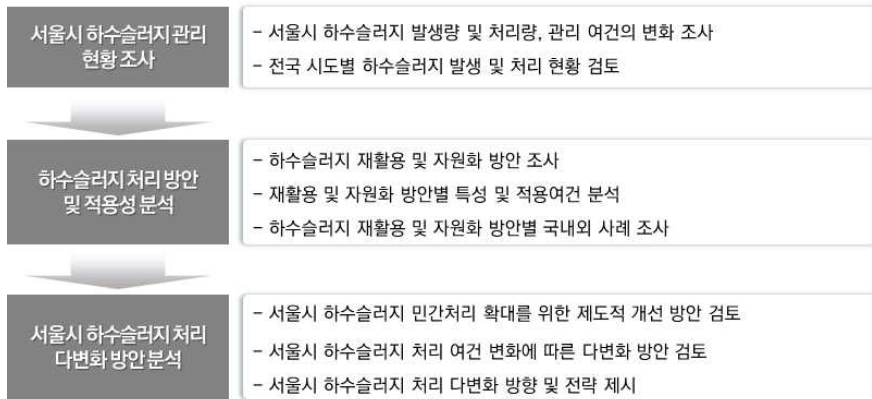 서울시 하수슬러지 관리
현황 조사
- 서울시 하수슬러지 발생량 및 처리량, 관리 여건의 변화 조사
- 전국 시도별 하수슬러지 발생 및 처리 현황 검토
하수슬러지 처리 방안
및 적용성 분석
- 하수슬러지 재활용 및 자원화 방안 조사
- 재활용 및 자원화 방안별 특성 및 적용여건 분석
- 하수슬러지 재활용 및 자원화 방안별 국내외 사례 조사
서울시 하수슬러지 처리
다변화 방안 분석
- 서울시 하수슬러지 민간처리 확대를 위한 제도적 개선 방안 검토
- 서울시 하수슬러지 처리 여건 변화에 따른 다변화 방안 검토
- 서울시 하수슬러지 처리 다변화 방향 및 전략 제시